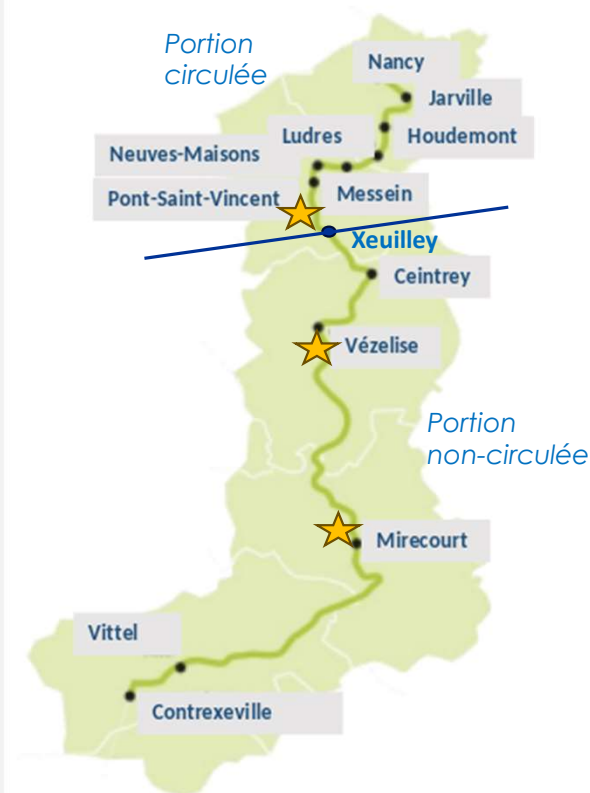 Portion
circulée
Nancy
Jarville
Ludres
Houdemont
Neuves-Maisons
Pont-Saint-Vincent
Messein
Xeuilley
Ceintrey
Vézelise
Portion
non-circulée
Mirecourt
Vittel
Contrexeville